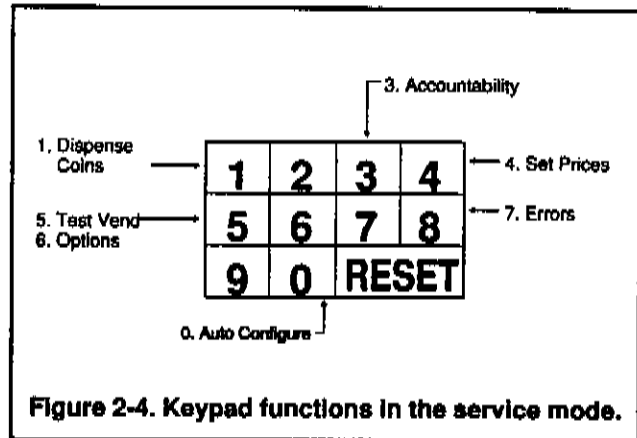 3. Accountability
1. Dispense
Coins
1 2 3 4
4. Set Prices
5. Test Vend
6. Options
5 6 7 8
7. Errors
9 0 RESET
0. Auto Configure
Figure 2-4. Keypad functions in the service mode.